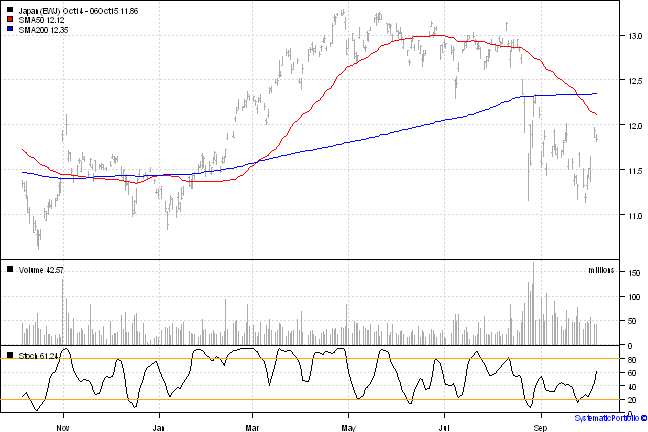 Japan (EWJ) Oct14 - 06Oct15 11.86
SMA50 12.12
SMA200 12.35
13.0
12.5
12.0
11.5
11.0
Volume 42.57
millions
150
100
50
0
Stoch 61.24
80
60
40
20
0
Nov
Jan
Mar
May
Jul
Sep
SystematicPortfolio ©